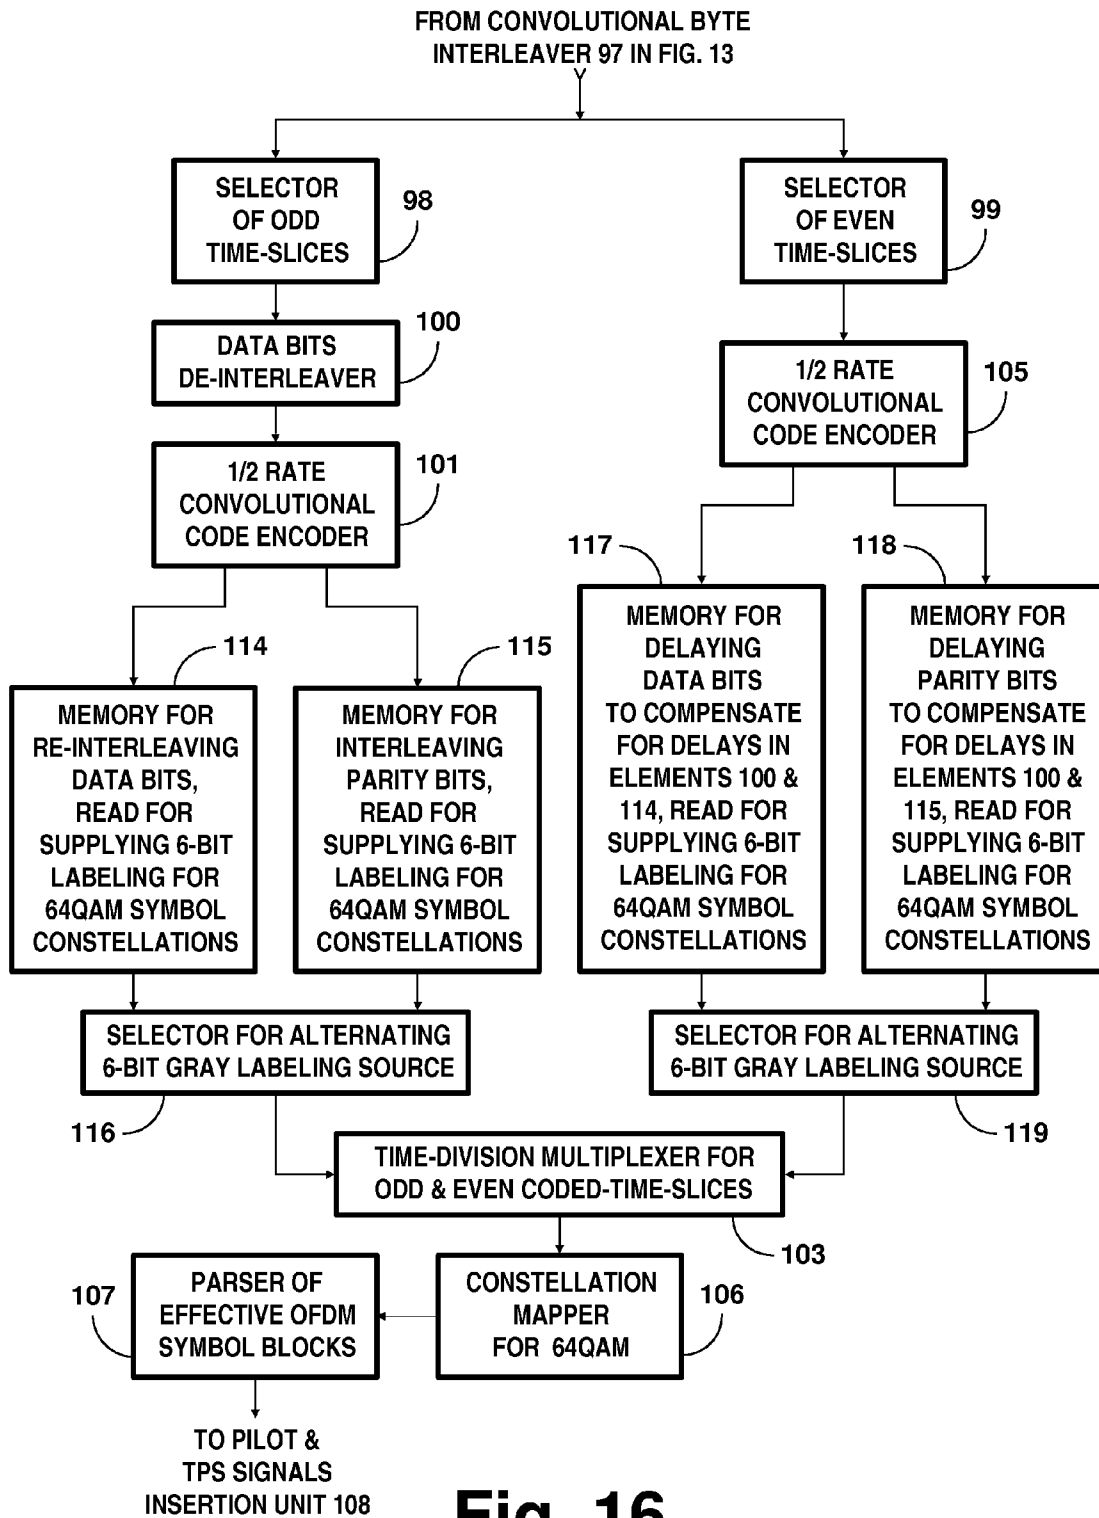 FROM CONVOLUTIONAL BYTE
INTERLEAVER 97 IN FIG. 13
SELECTOR
OF ODD
TIME-SLICES
98
SELECTOR
OF EVEN
TIME-SLICES
99
DATA BITS
DE-INTERLEAVER
100
1/2 RATE
CONVOLUTIONAL
CODE ENCODER
105
1/2 RATE
CONVOLUTIONAL
CODE ENCODER
101
117
118
114
115
MEMORY FOR
RE-INTERLEAVING
DATA BITS,
READ FOR
SUPPLYING 6-BIT
LABELING FOR
64QAM SYMBOL
CONSTELLATIONS
MEMORY FOR
INTERLEAVING
PARITY BITS,
READ FOR
SUPPLYING 6-BIT
LABELING FOR
64QAM SYMBOL
CONSTELLATIONS
MEMORY FOR
DELAYING
DATA BITS
TO COMPENSATE
FOR DELAYS IN
ELEMENTS 100 &
114, READ FOR
SUPPLYING 6-BIT
LABELING FOR
64QAM SYMBOL
CONSTELLATIONS
MEMORY FOR
DELAYING
PARITY BITS
TO COMPENSATE
FOR DELAYS IN
ELEMENTS 100 &
115, READ FOR
SUPPLYING 6-BIT
LABELING FOR
64QAM SYMBOL
CONSTELLATIONS
SELECTOR FOR ALTERNATING
6-BIT GRAY LABELING SOURCE
116
SELECTOR FOR ALTERNATING
6-BIT GRAY LABELING SOURCE
119
TIME-DIVISION MULTIPLEXER FOR
ODD & EVEN CODED-TIME-SLICES
103
107
PARSER OF
EFFECTIVE OFDM
SYMBOL BLOCKS
CONSTELLATION
MAPPER
FOR 64QAM
106
TO PILOT &
TPS SIGNALS
INSERTION UNIT 108
Fig. 16